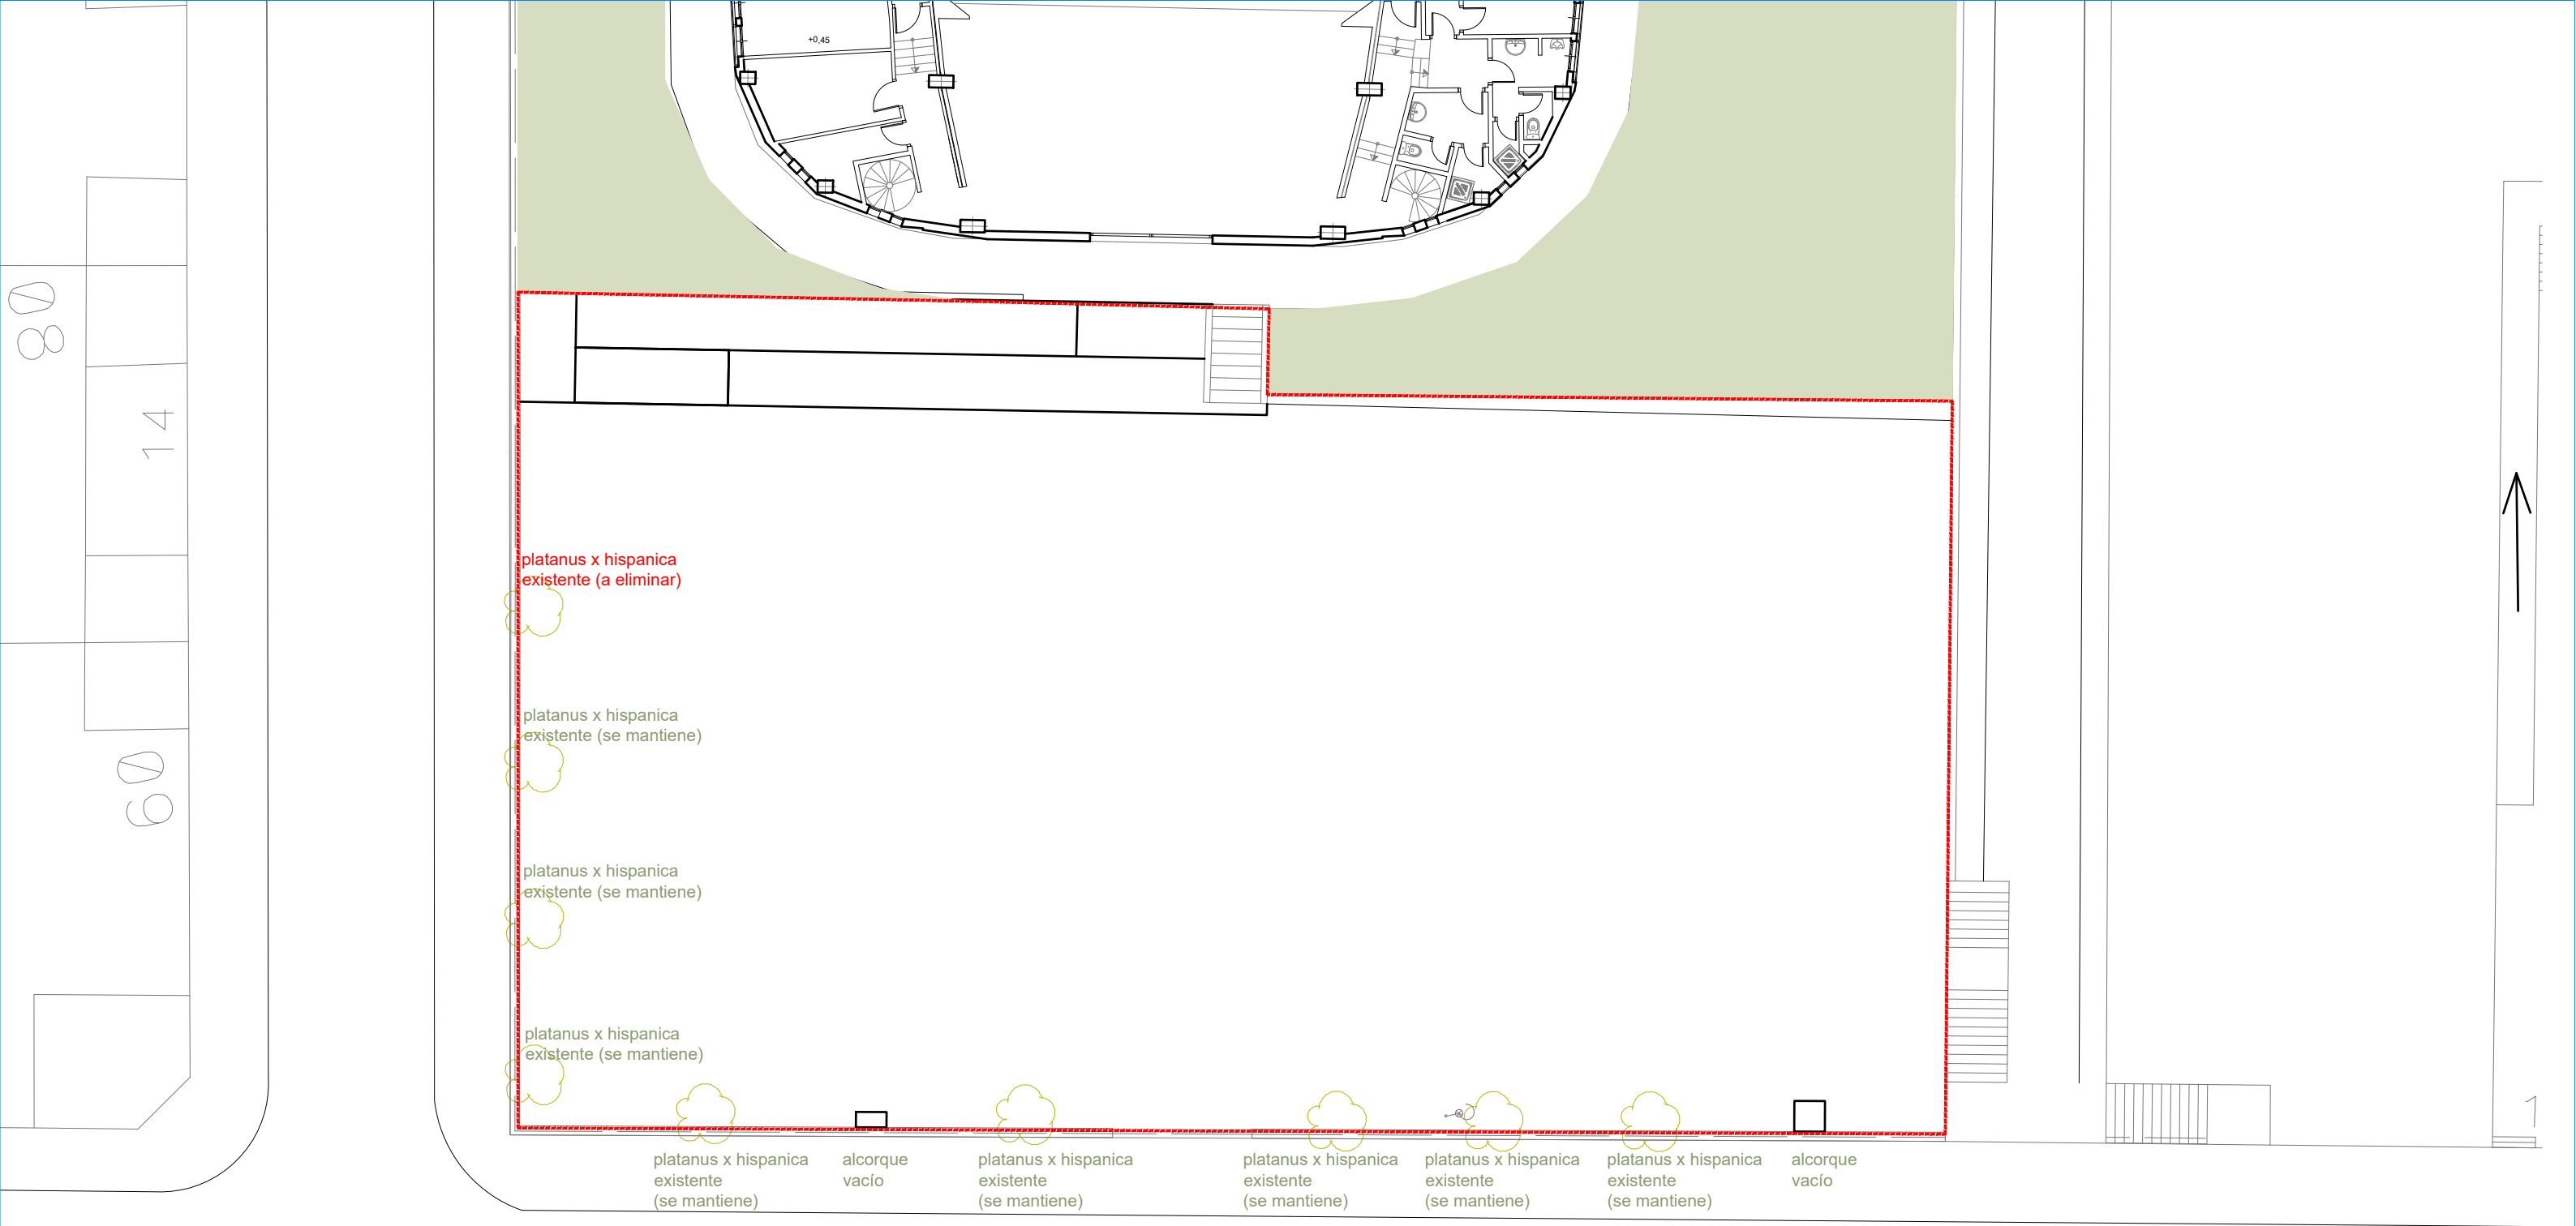 +0,45
80
14
platanus x hispanica
existente (a eliminar)
platanus x hispanica
existente (se mantiene)
60
platanus x hispanica
existente (se mantiene)
platanus x hispanica
existente (se mantiene)
platanus x hispanica
existente
(se mantiene)
alcorque
vacío
platanus x hispanica
existente
(se mantiene)
platanus x hispanica
existente
(se mantiene)
platanus x hispanica
existente
(se mantiene)
platanus x hispanica
existente
(se mantiene)
alcorque
vacío
1